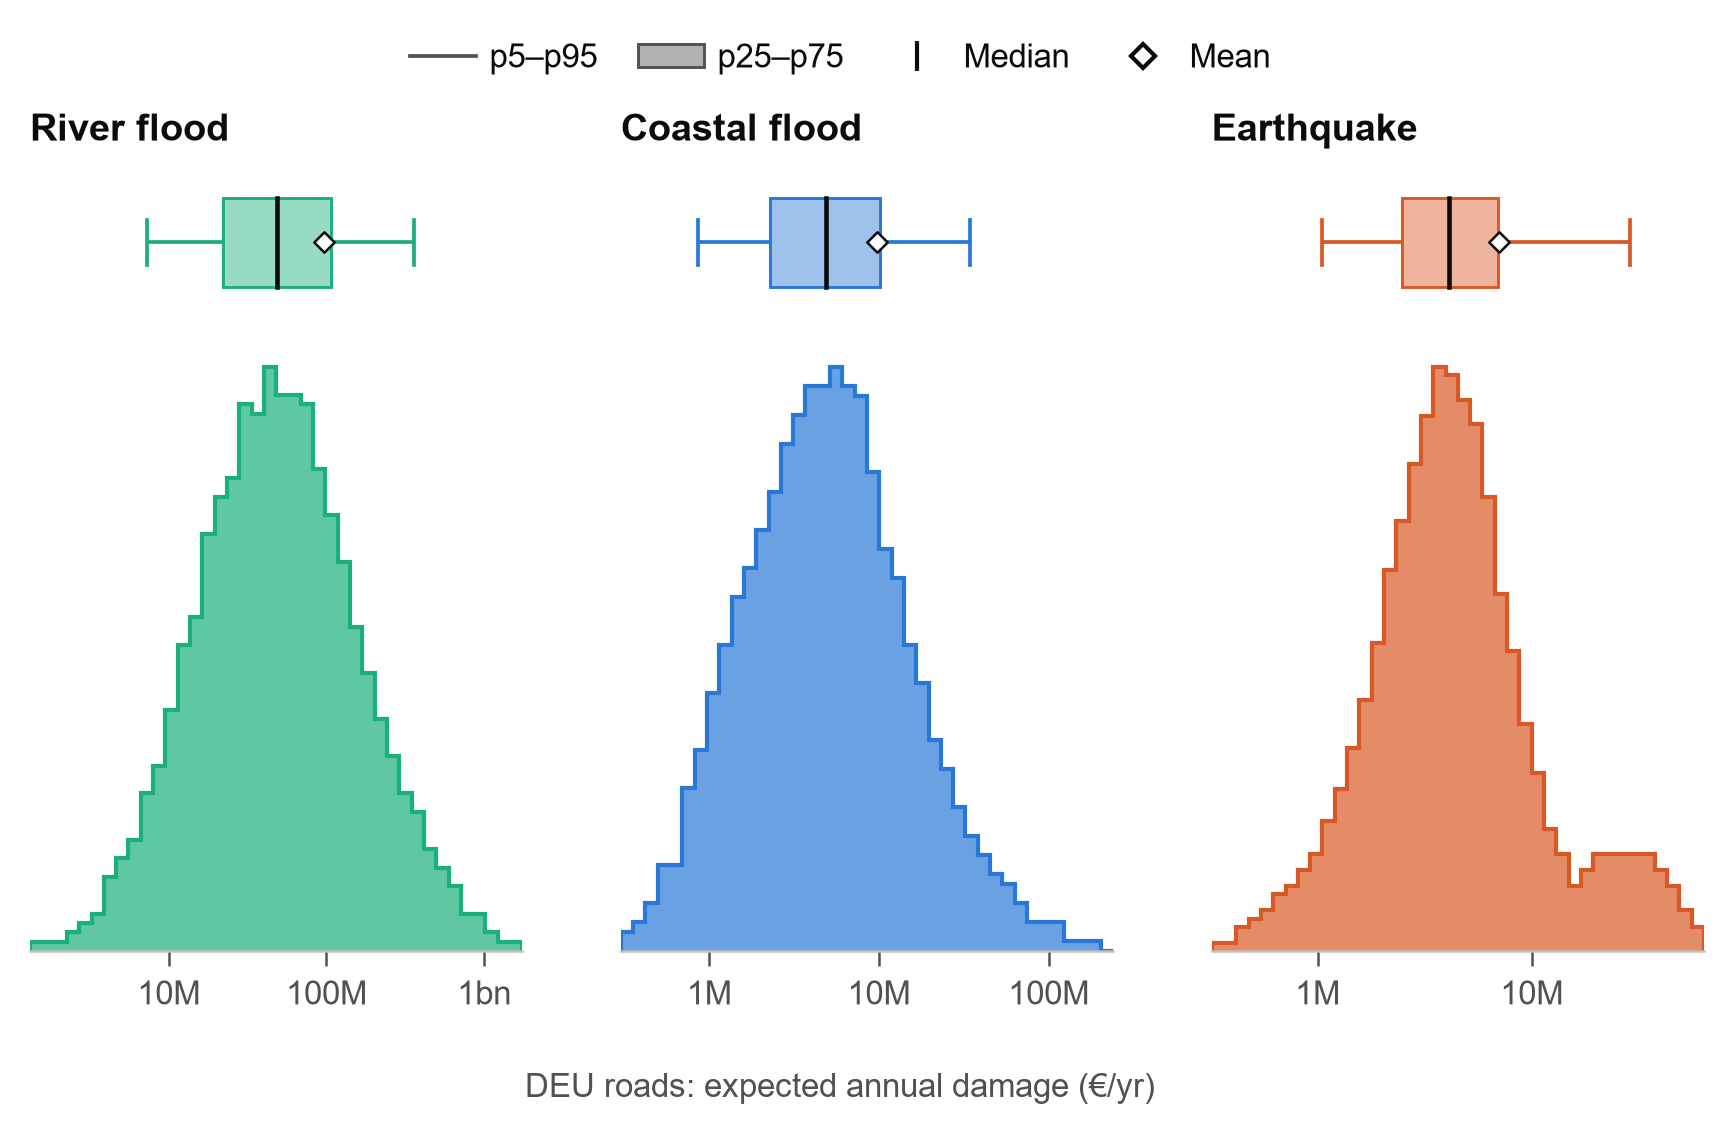 p5–p95 p25–p75 Median Mean
River flood Coastal flood Earthquake
10M 100M 1bn 1M 10M 100M 1M 10M
DEU roads: expected annual damage (€/yr)